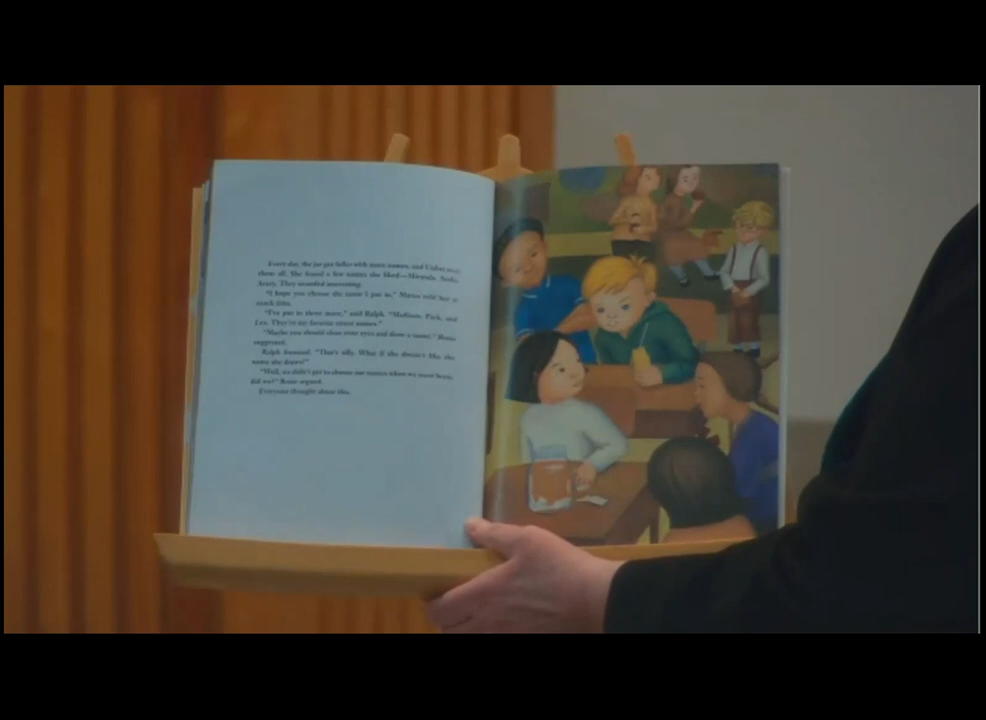 Every day, the jar got fuller with more names, and Unhei read
them all. She found a few names she liked—Miranda, Sasha,
Avery. They sounded interesting.
"I hope you choose the name I put in," Marisa told her at
snack time.
"I've put in three more," said Ralph. "Madison, Park, and
Lex. They're my favorite street names."
"Maybe you should close your eyes and draw a name," Rosie
suggested.
Ralph frowned. "That's silly. What if she doesn't like the
name she draws?"
"Well, we didn't get to choose our names when we were born,
did we?" Rosie argued.
Everyone thought about this.